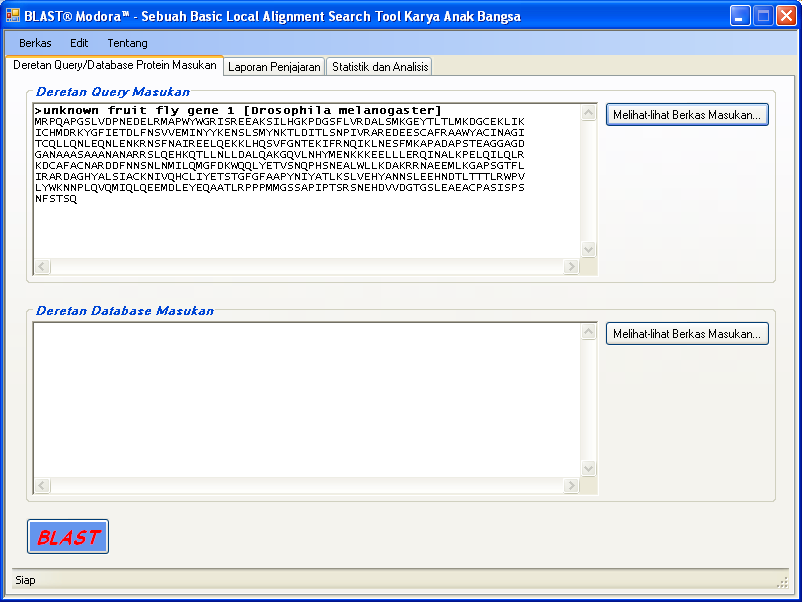 BLAST® Modora™ - Sebuah Basic Local Alignment Search Tool Karya Anak Bangsa
Berkas Edit Tentang
Deretan Query/Database Protein Masukan Laporan Penjajaran Statistik dan Analisis
Deretan Query Masukan
>unknown fruit fly gene 1 [Drosophila melanogaster]
Melihat-lihat Berkas Masukan...
MRPQAPGSLVDPNEDELRMAPWYWGRISREEAKSILHGKPDGSFLVRDALSMKGEYTLTLMKDGCEKLIK
ICHMDRKYGFIETDLFNSVVEMINYYKENSLSMYNKTLDITLSNPIVRAREDEESCAFRAAWYACINAGI
TCQLLQNLEQNLENKRNSFNAIREELQEKKLHQSVFGNTEKIFRNQIKLNESFMKAPADAPSTEAGGAGD
GANAAASAAANANARRSLQEHKQTLLNLLDALQAKGQVLNHYMENKKKEELLLERQINALKPELQILQLR
KDCAFACNARDDFNNSNLNMILQMGFDKWQQLYETVSNQPHSNEALWLLKDAKRRNAEEMLKGAPSGTFL
IRARDAGHYALSIACKNIVQHCLIYETSTGFGFAAPYNIYATLKSLVEHYANNSLEEHNDTLTTTLRWPV
LYWKNNPLQVQMIQLQEEMDLEYEQAATLRPPPMMGSSAPIPTSRSNEHDVVDGTGSLEAEACPASISPS
NFSTSQ
Deretan Database Masukan
Melihat-lihat Berkas Masukan...
BLAST
Siap